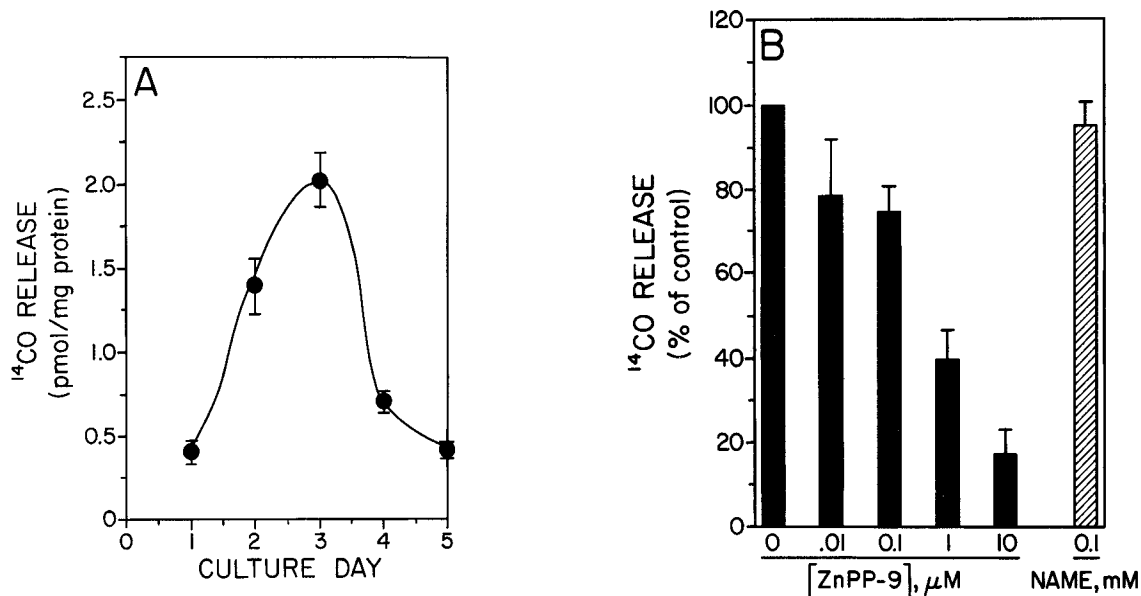 A
¹⁴CO RELEASE
(pmol/mg protein)
2.5
2.0
1.5
1.0
0.5
0
0 1 2 3 4 5
CULTURE DAY
B
¹⁴CO RELEASE
(% of control)
120
100
80
60
40
20
0
0 .01 0.1 1 10 0.1
[ZnPP-9], μM NAME, mM